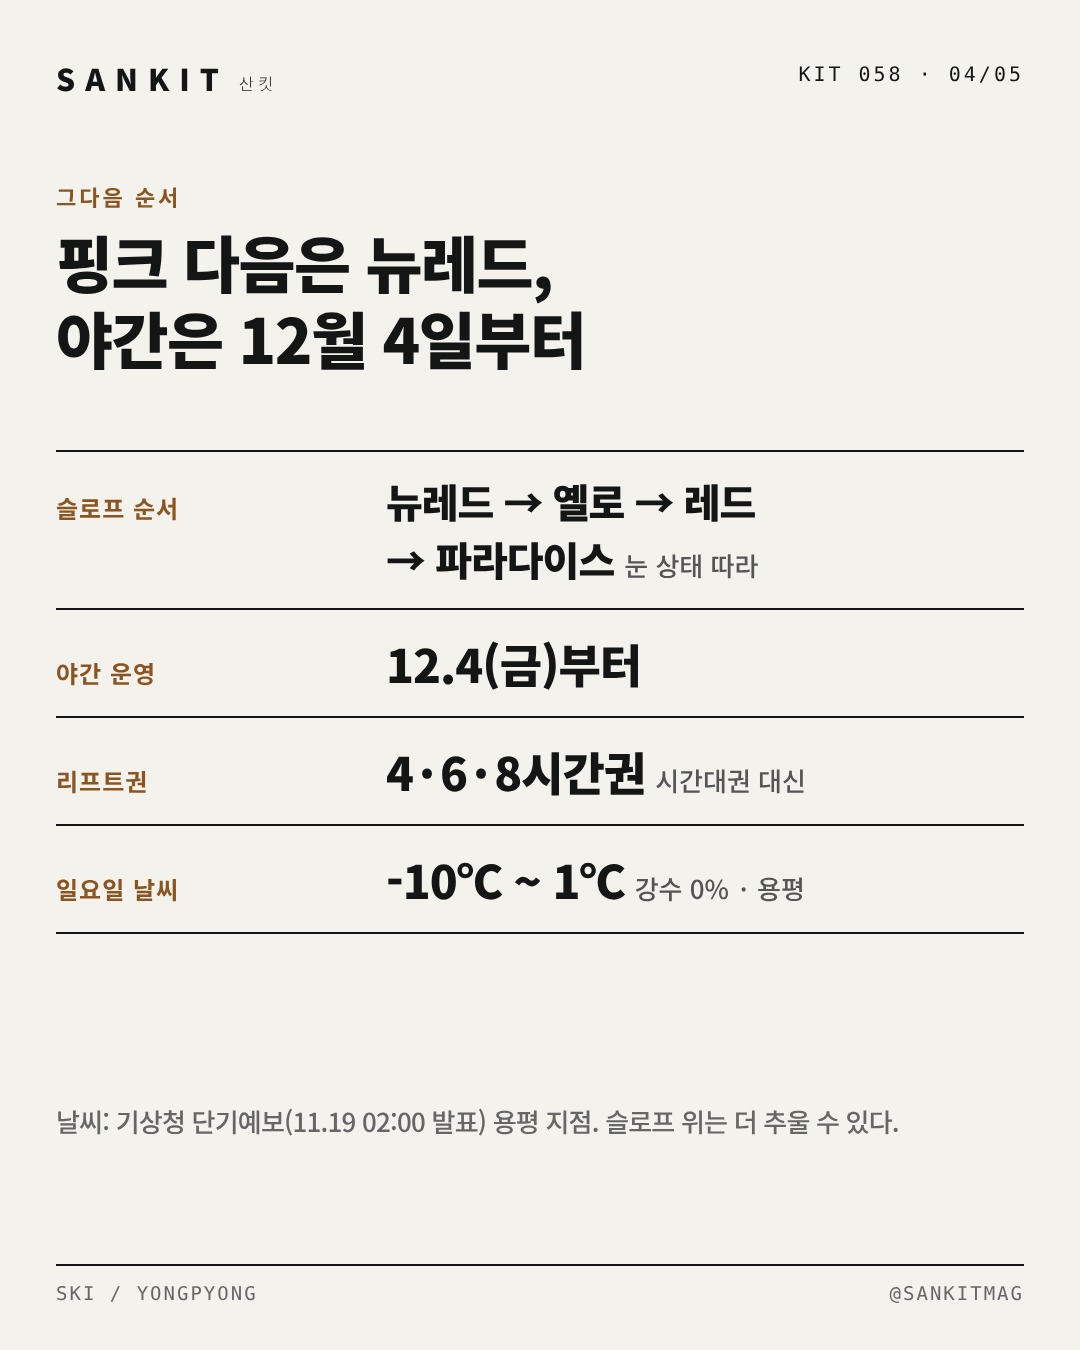 SANKIT 산킷
KIT 058 · 04/05
그다음 순서
핑크 다음은 뉴레드,
야간은 12월 4일부터
슬로프 순서
뉴레드 → 옐로 → 레드
→ 파라다이스 눈 상태 따라
야간 운영
12.4(금)부터
리프트권
4·6·8시간권 시간대권 대신
일요일 날씨
-10℃ ~ 1℃ 강수 0% · 용평
날씨: 기상청 단기예보(11.19 02:00 발표) 용평 지점. 슬로프 위는 더 추울 수 있다.
SKI / YONGPYONG
@SANKITMAG